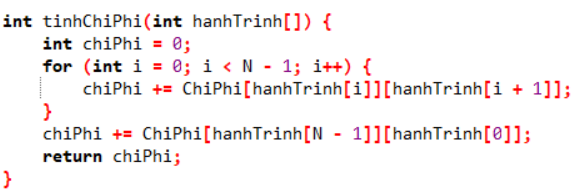 int tinhChiPhi(int hanhTrinh[]) {
    int chiPhi = 0;
    for (int i = 0; i < N - 1; i++) {
        chiPhi += ChiPhi[hanhTrinh[i]][hanhTrinh[i + 1]];
    }
    chiPhi += ChiPhi[hanhTrinh[N - 1]][hanhTrinh[0]];
    return chiPhi;
}